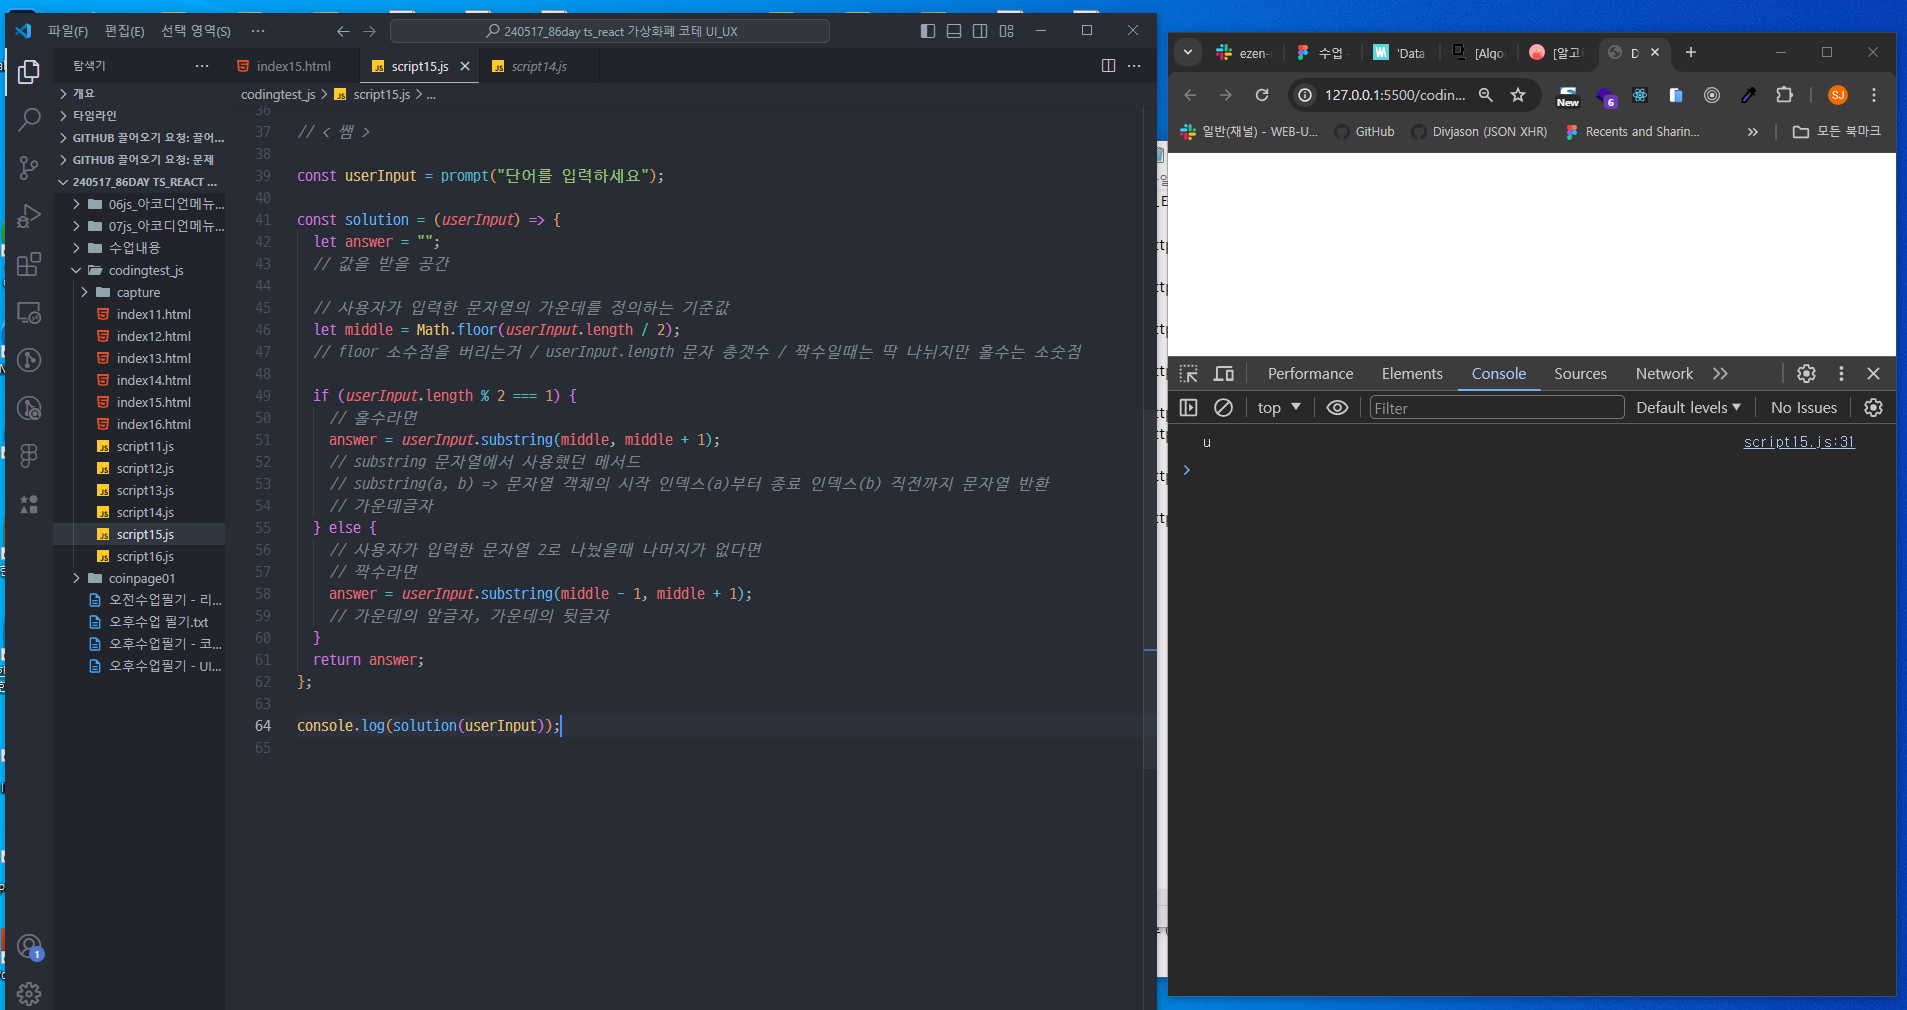 파일(F) 편집(E) 선택 영역(S) ··· 240517_86day ts_react 가상화폐 코테 UI_UX
탐색기 ···
개요
타임라인
GITHUB 끌어오기 요청: 끌어...
GITHUB 끌어오기 요청: 문제
240517_86DAY TS_REACT ...
06js_아코디언메뉴...
07js_아코디언메뉴...
수업내용
codingtest_js
capture
index11.html
index12.html
index13.html
index14.html
index15.html
index16.html
script11.js
script12.js
script13.js
script14.js
script15.js
script16.js
coinpage01
오전수업필기 - 리...
오후수업 필기.txt
오후수업필기 - 코...
오후수업필기 - UI...
1
index15.html script15.js script14.js
codingtest_js > JS script15.js > ...
36
37 // < 쌤 >
38
39 const userInput = prompt("단어를 입력하세요");
40
41 const solution = (userInput) => {
42 let answer = "";
43 // 값을 받을 공간
44
45 // 사용자가 입력한 문자열의 가운데를 정의하는 기준값
46 let middle = Math.floor(userInput.length / 2);
47 // floor 소수점을 버리는거 / userInput.length 문자 총갯수 / 짝수일때는 딱 나뉘지만 홀수는 소숫점
48
49 if (userInput.length % 2 === 1) {
50 // 홀수라면
51 answer = userInput.substring(middle, middle + 1);
52 // substring 문자열에서 사용했던 메서드
53 // substring(a, b) => 문자열 객체의 시작 인덱스(a)부터 종료 인덱스(b) 직전까지 문자열 반환
54 // 가운데글자
55 } else {
56 // 사용자가 입력한 문자열 2로 나눴을때 나머지가 없다면
57 // 짝수라면
58 answer = userInput.substring(middle - 1, middle + 1);
59 // 가운데의 앞글자, 가운데의 뒷글자
60 }
61 return answer;
62 };
63
64 console.log(solution(userInput));
65
ezen- 수업 - 'Data [Algo [알고 D
127.0.0.1:5500/codin... New 6 SJ
일반(채널) - WEB-U... GitHub Divjason (JSON XHR) Recents and Sharin... 모든 북마크
Performance Elements Console Sources Network
top Filter Default levels No Issues
u script15.js:31